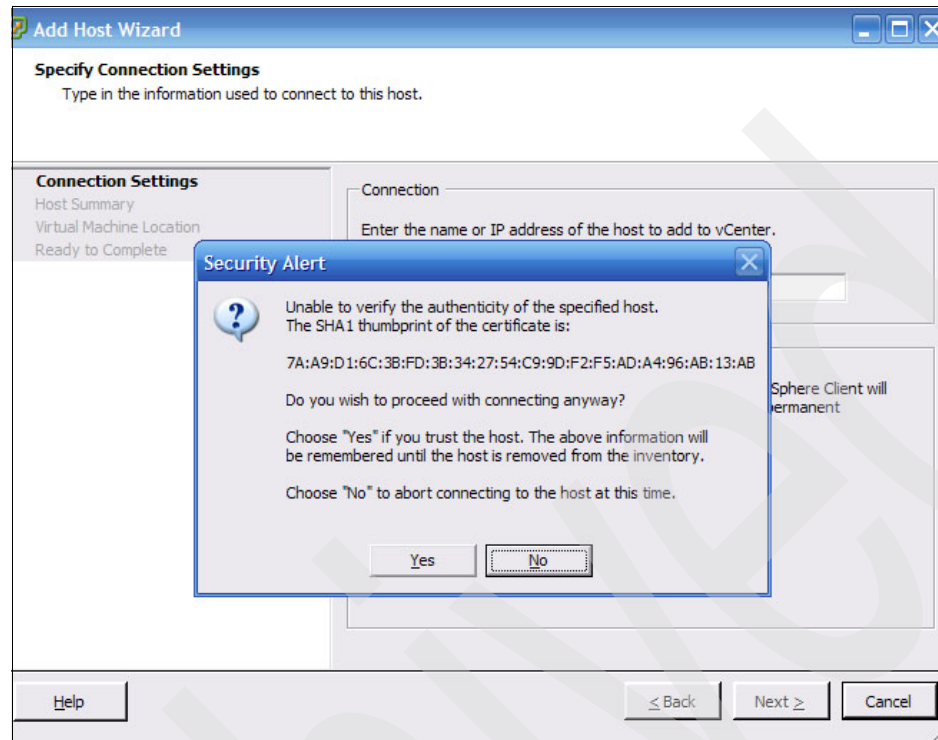 Add Host Wizard
Specify Connection Settings
Type in the information used to connect to this host.
Connection Settings
Host Summary
Virtual Machine Location
Ready to Complete
Connection
Enter the name or IP address of the host to add to vCenter.
Security Alert
Unable to verify the authenticity of the specified host.
The SHA1 thumbprint of the certificate is:
7A:A9:D1:6C:3B:FD:3B:34:27:54:C9:9D:F2:F5:AD:A4:96:AB:13:AB
Do you wish to proceed with connecting anyway?
Choose "Yes" if you trust the host. The above information will
be remembered until the host is removed from the inventory.
Choose "No" to abort connecting to the host at this time.
Yes
No
Sphere Client will
ermanent
Help
< Back
Next >
Cancel